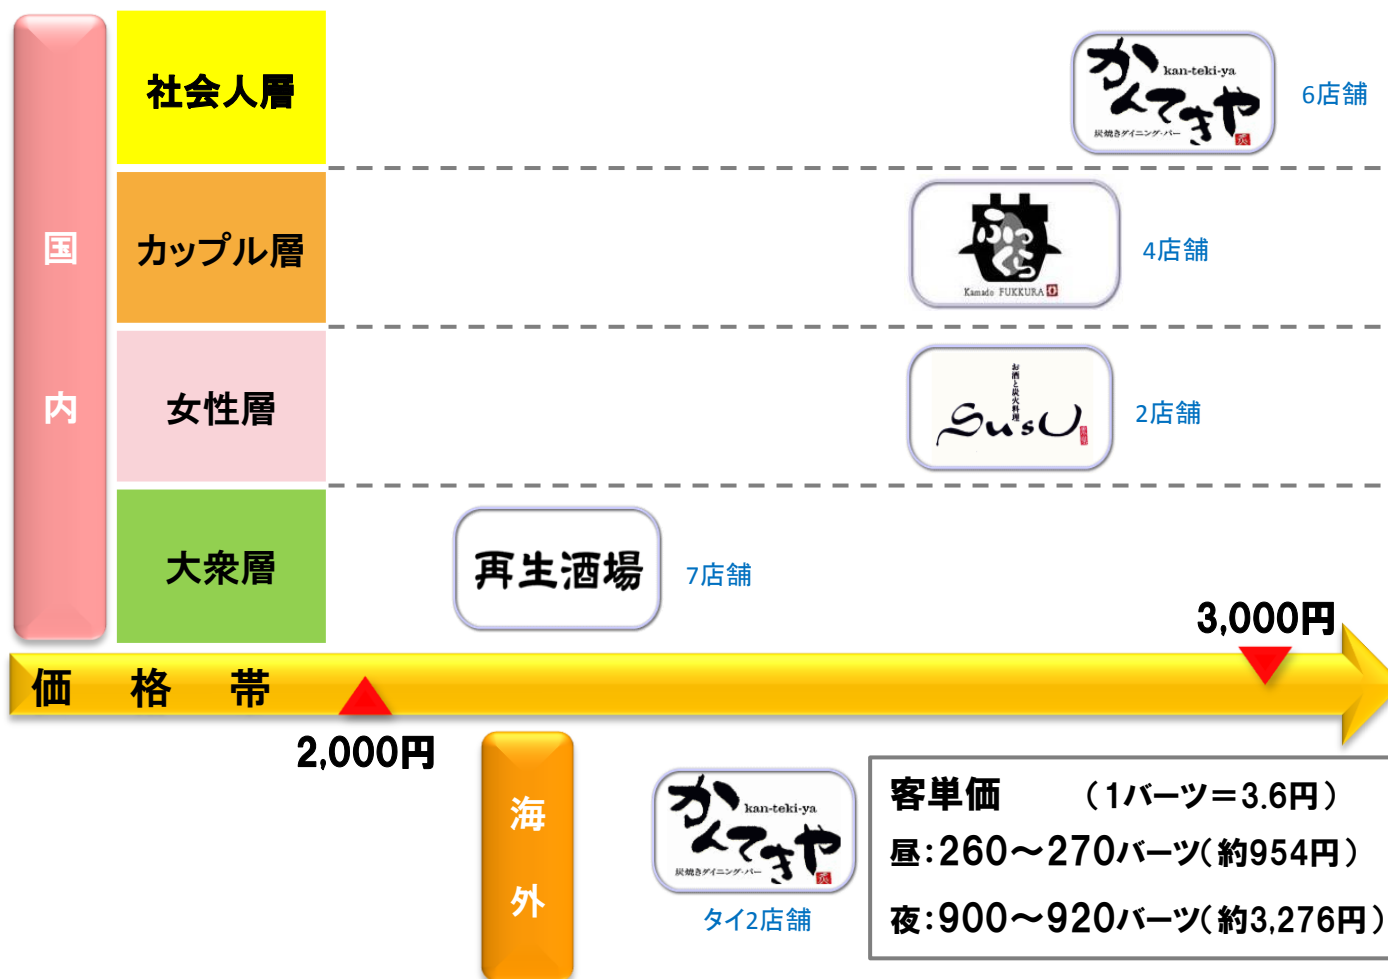 国内
社会人層
かんてきや
kan-teki-ya
炭焼きダイニング・バー
6店舗
カップル層
ふっくら
Kamado FUKKURA
4店舗
女性層
お酒と炭火料理
SusU
2店舗
大衆層
再生酒場
7店舗
3,000円
価格帯
2,000円
海外
かんてきや
kan-teki-ya
炭焼きダイニング・バー
タイ2店舗
客単価 （1バーツ＝3.6円）
昼：260～270バーツ（約954円）
夜：900～920バーツ（約3,276円）